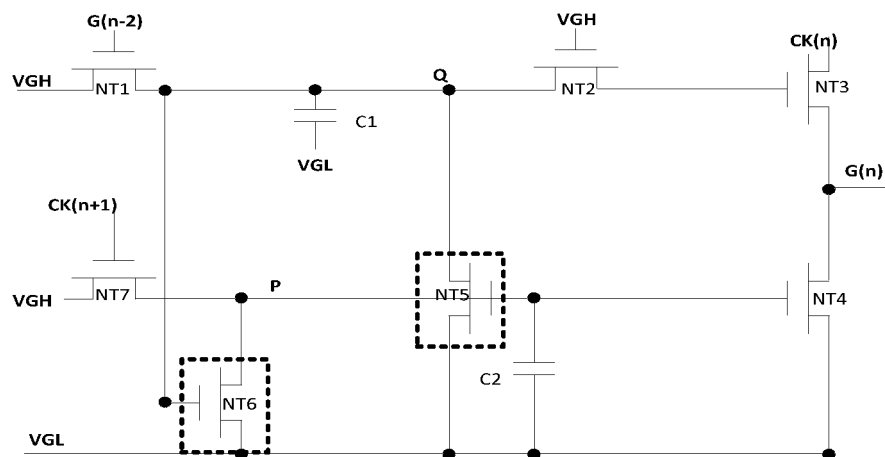 G(n-2)
VGH
CK(n)
VGH
NT1
Q
NT2
NT3
C1
VGL
G(n)
CK(n+1)
P
VGH
NT7
NT5
NT4
C2
NT6
VGL